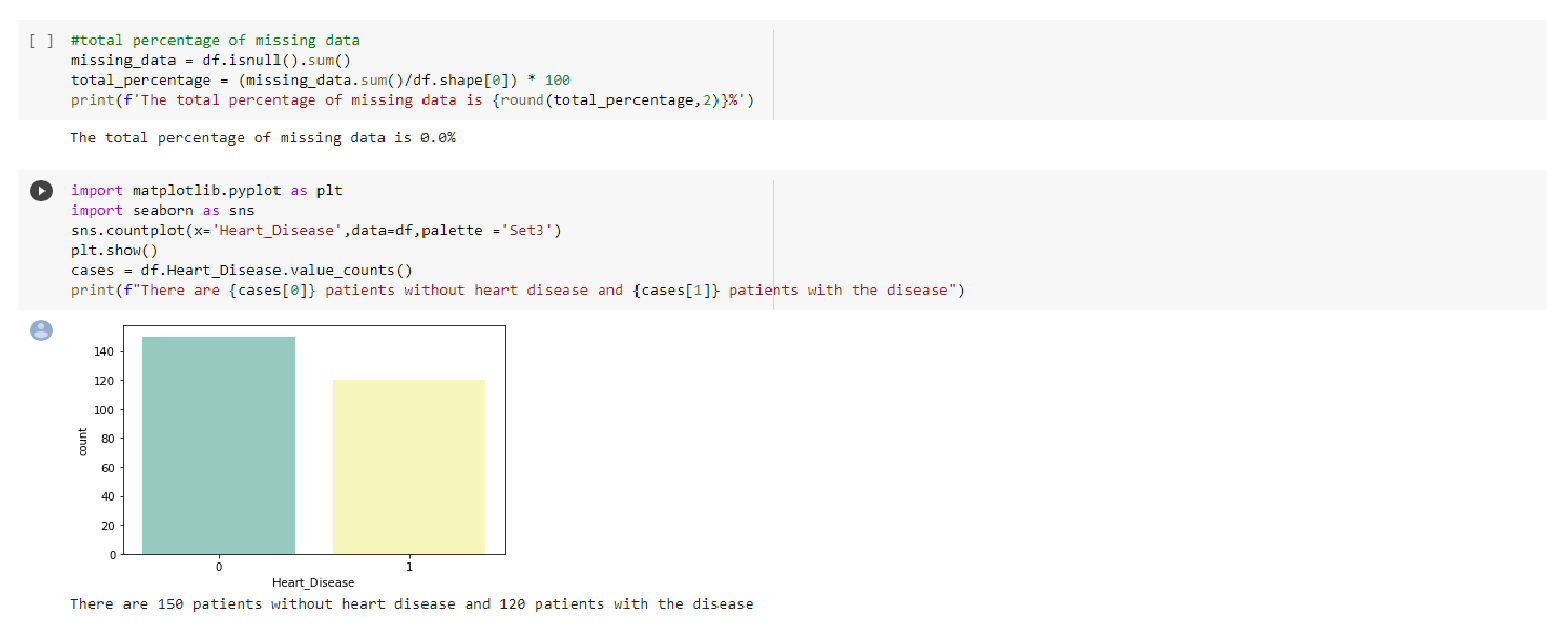 [ ] #total percentage of missing data
missing_data = df.isnull().sum()
total_percentage = (missing_data.sum()/df.shape[0]) * 100
print(f'The total percentage of missing data is {round(total_percentage,2)}%')
The total percentage of missing data is 0.0%
import matplotlib.pyplot as plt
import seaborn as sns
sns.countplot(x='Heart_Disease',data=df,palette ="Set3")
plt.show()
cases = df.Heart_Disease.value_counts()
print(f"There are {cases[0]} patients without heart disease and {cases[1]} patients with the disease")
140
120
100
80
60
40
20
0
count
0 1
Heart_Disease
There are 150 patients without heart disease and 120 patients with the disease